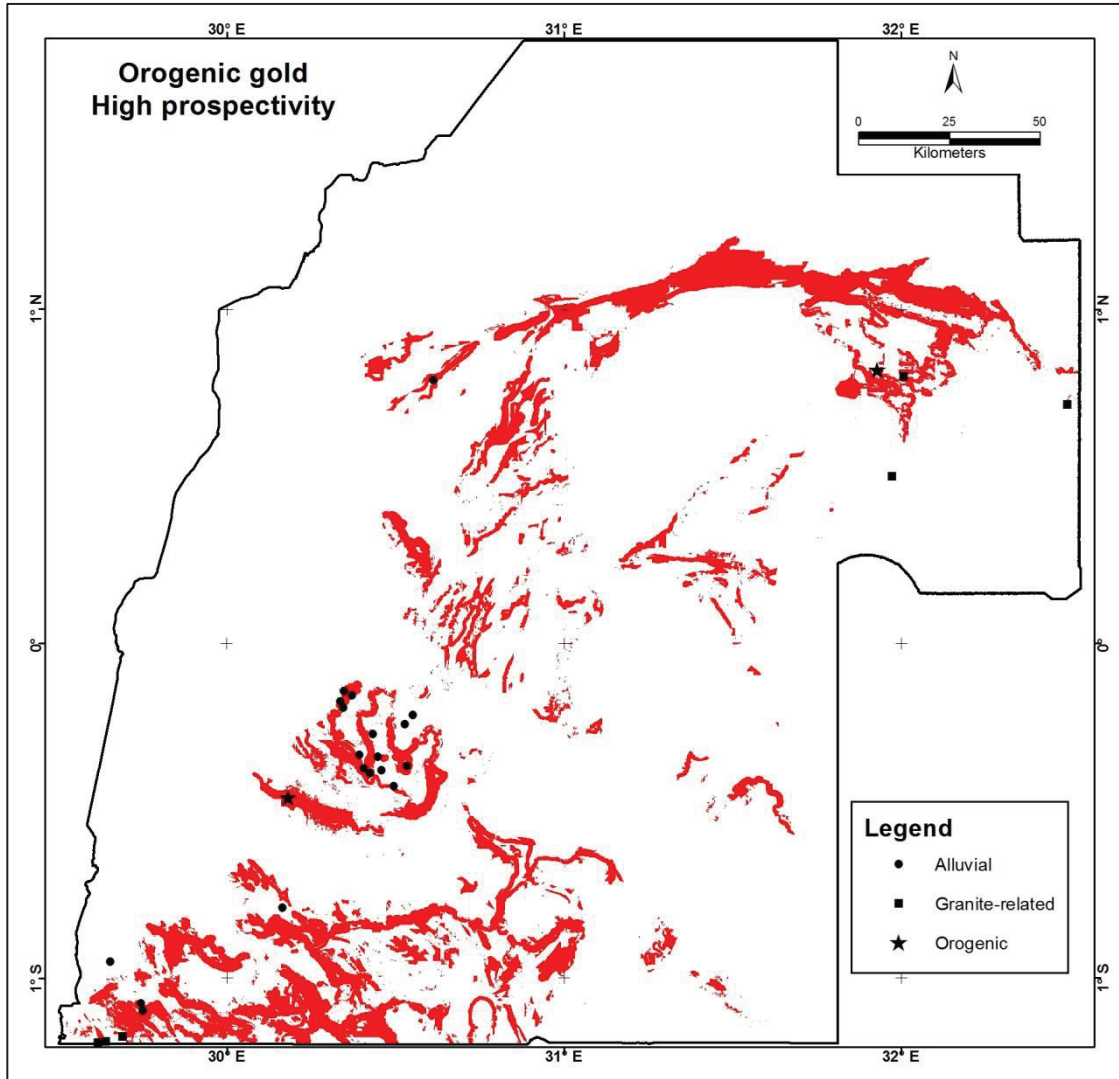 30° E 31° E 32° E
Orogenic gold
High prospectivity
N
0 25 50
Kilometers
1° N 1° N
0° 0°
1° S 1° S
Legend
Alluvial
Granite-related
Orogenic
30° E 31° E 32° E